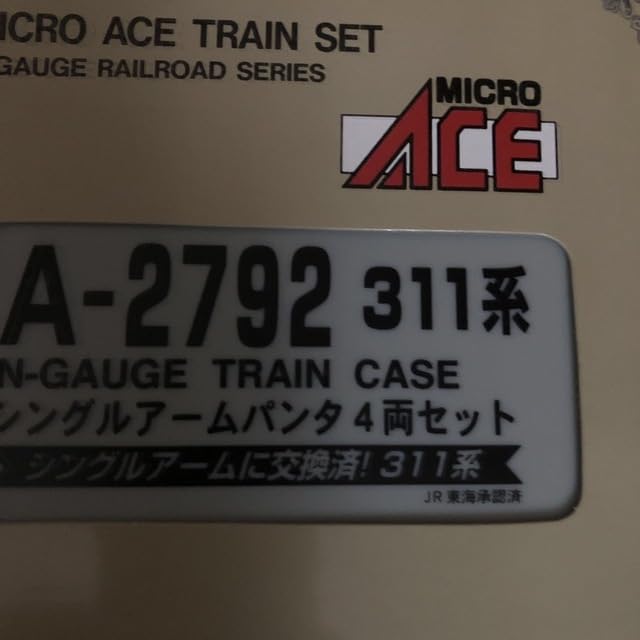 ICRO ACE TRAIN SET
GAUGE RAILROAD SERIES
MICRO
ACE
A-2792 311系
N-GAUGE TRAIN CASE
シングルアームパンタ4両セット
シングルアームに交換済!311系
JR東海承認済